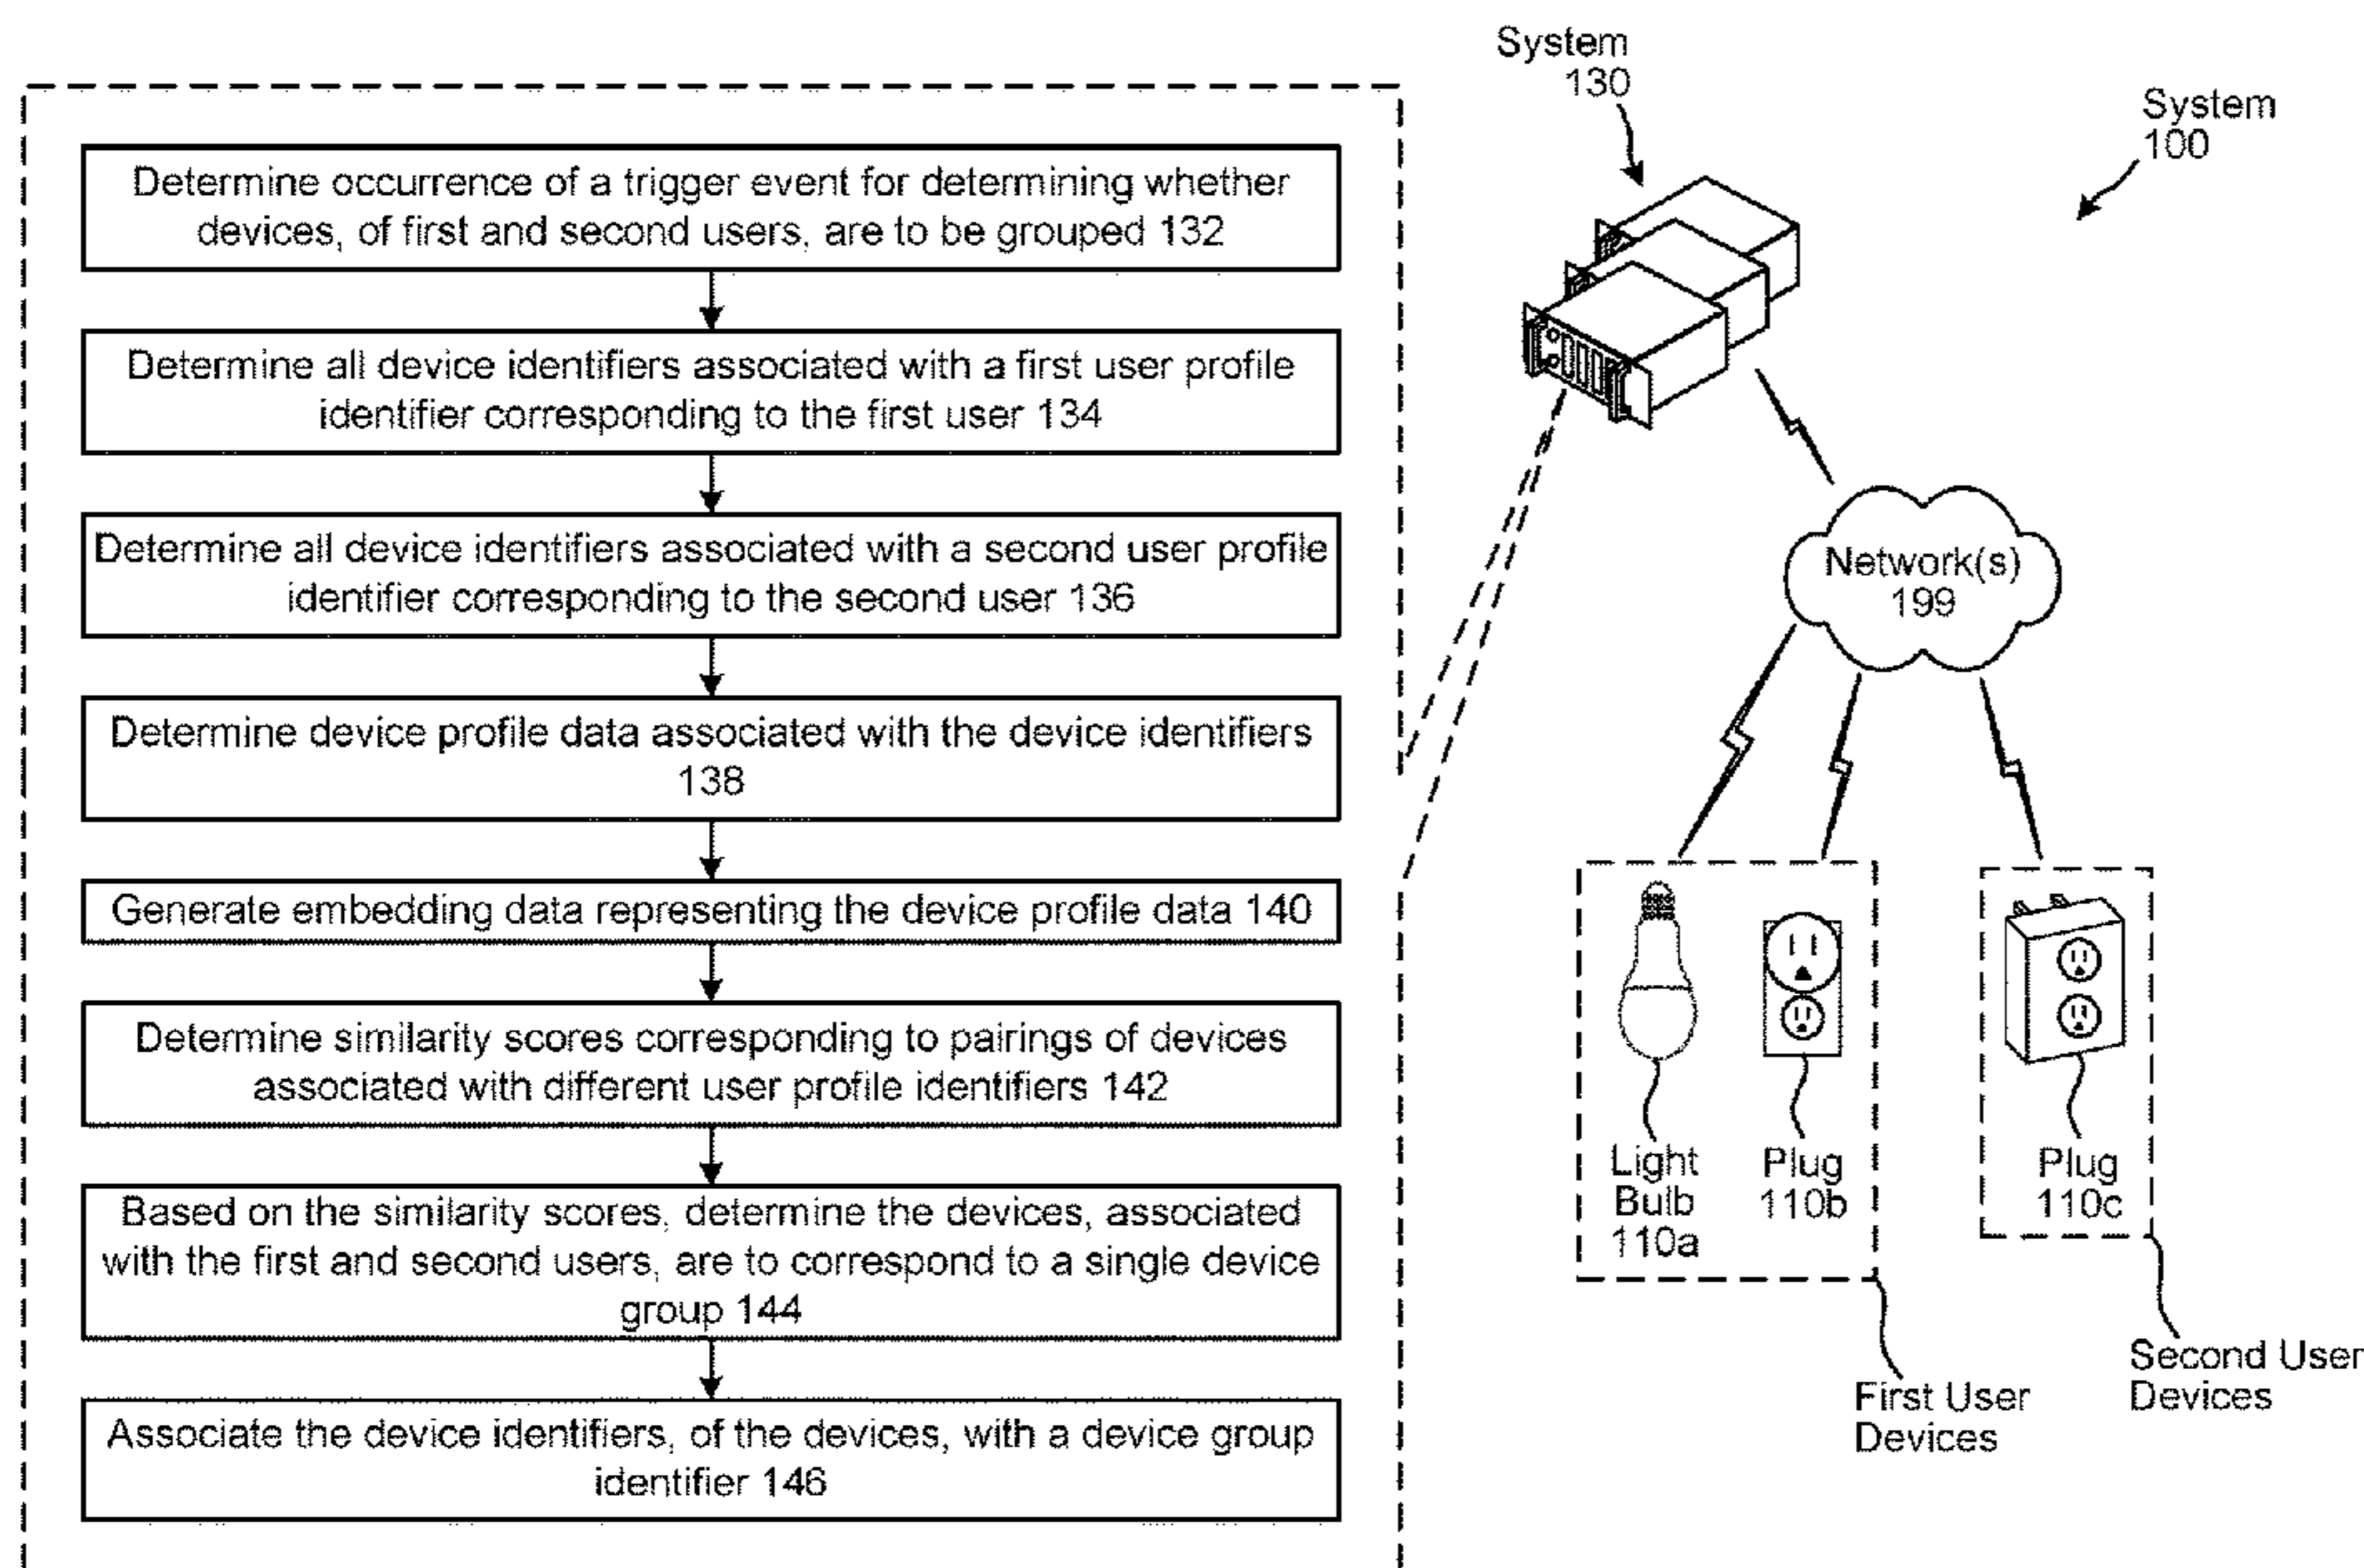 Determine occurrence of a trigger event for determining whether
devices, of first and second users, are to be grouped 132
Determine all device identifiers associated with a first user profile
identifier corresponding to the first user 134
Determine all device identifiers associated with a second user profile
identifier corresponding to the second user 136
Determine device profile data associated with the device identifiers
138
Generate embedding data representing the device profile data 140
Determine similarity scores corresponding to pairings of devices
associated with different user profile identifiers 142
Based on the similarity scores, determine the devices, associated
with the first and second users, are to correspond to a single device
group 144
Associate the device identifiers, of the devices, with a device group
identifier 146
System
130
System
100
Network(s)
199
Light
Bulb
110a
Plug
110b
Plug
110c
First User
Devices
Second User
Devices